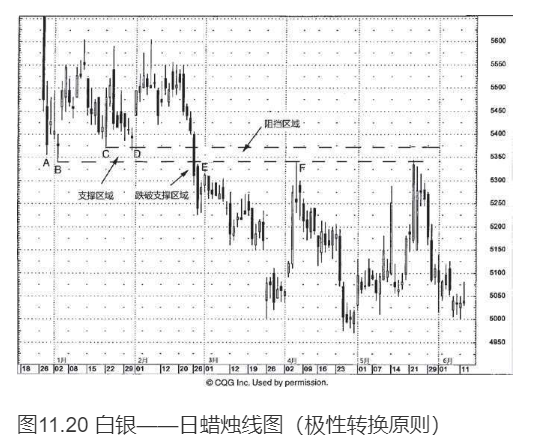 5600
5500
5450
阻挡区域
5400
A B C D
5350
E F
支撑区域 跌破支撑区域
5300
5250
5200
5150
5100
5050
5000
4950
1月 2月 3月 4月 5月 6月
18 26 02 08 15 22 29 01 12 20 26 01 12 19 26 02 09 16 23 01 07 14 21 29 01 11
© CQG Inc. Used by permission.
图11.20 白银——日蜡烛线图（极性转换原则）